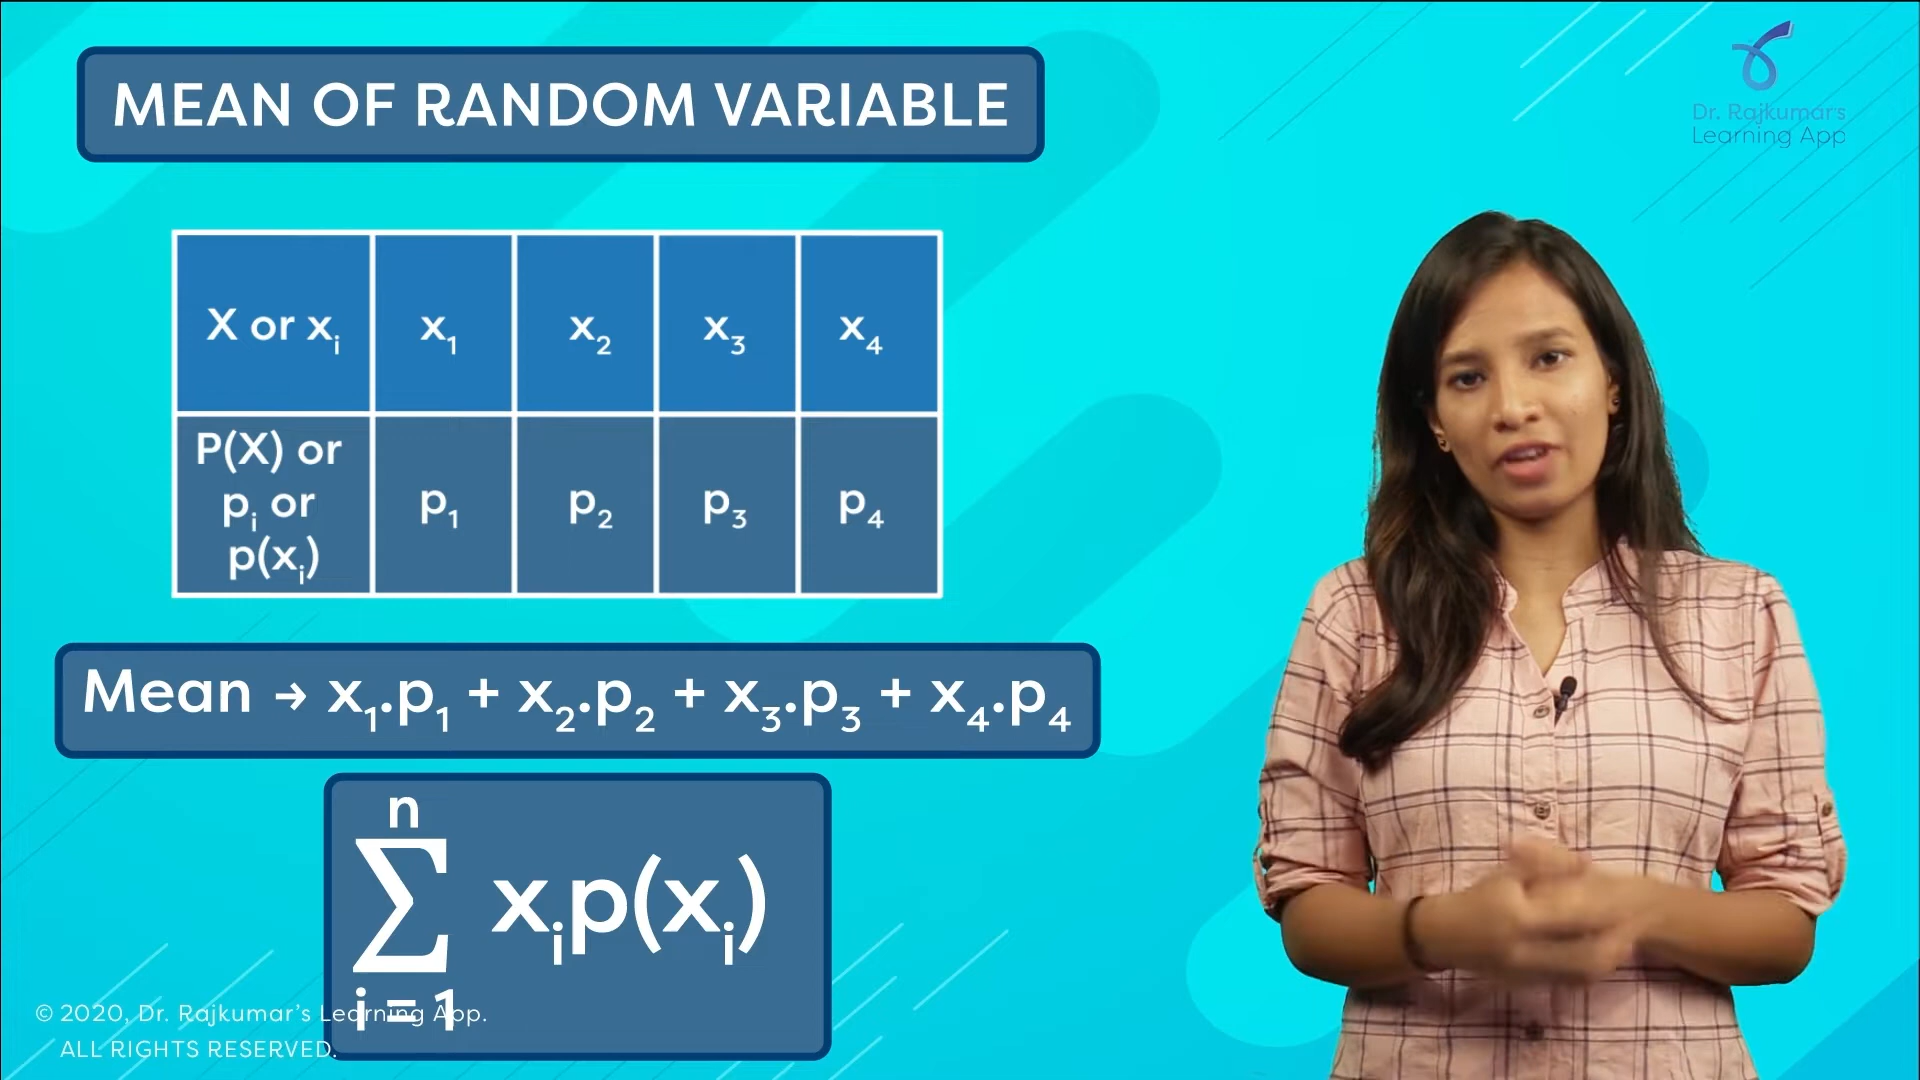 MEAN OF RANDOM VARIABLE
Dr. Rajkumar's
Learning App
X or xᵢ x₁ x₂ x₃ x₄
P(X) or
pᵢ or
p(xᵢ)
p₁ p₂ p₃ p₄
Mean → x₁.p₁ + x₂.p₂ + x₃.p₃ + x₄.p₄
n
Σ xᵢp(xᵢ)
i = 1
© 2020, Dr. Rajkumar's Learning App.
ALL RIGHTS RESERVED.